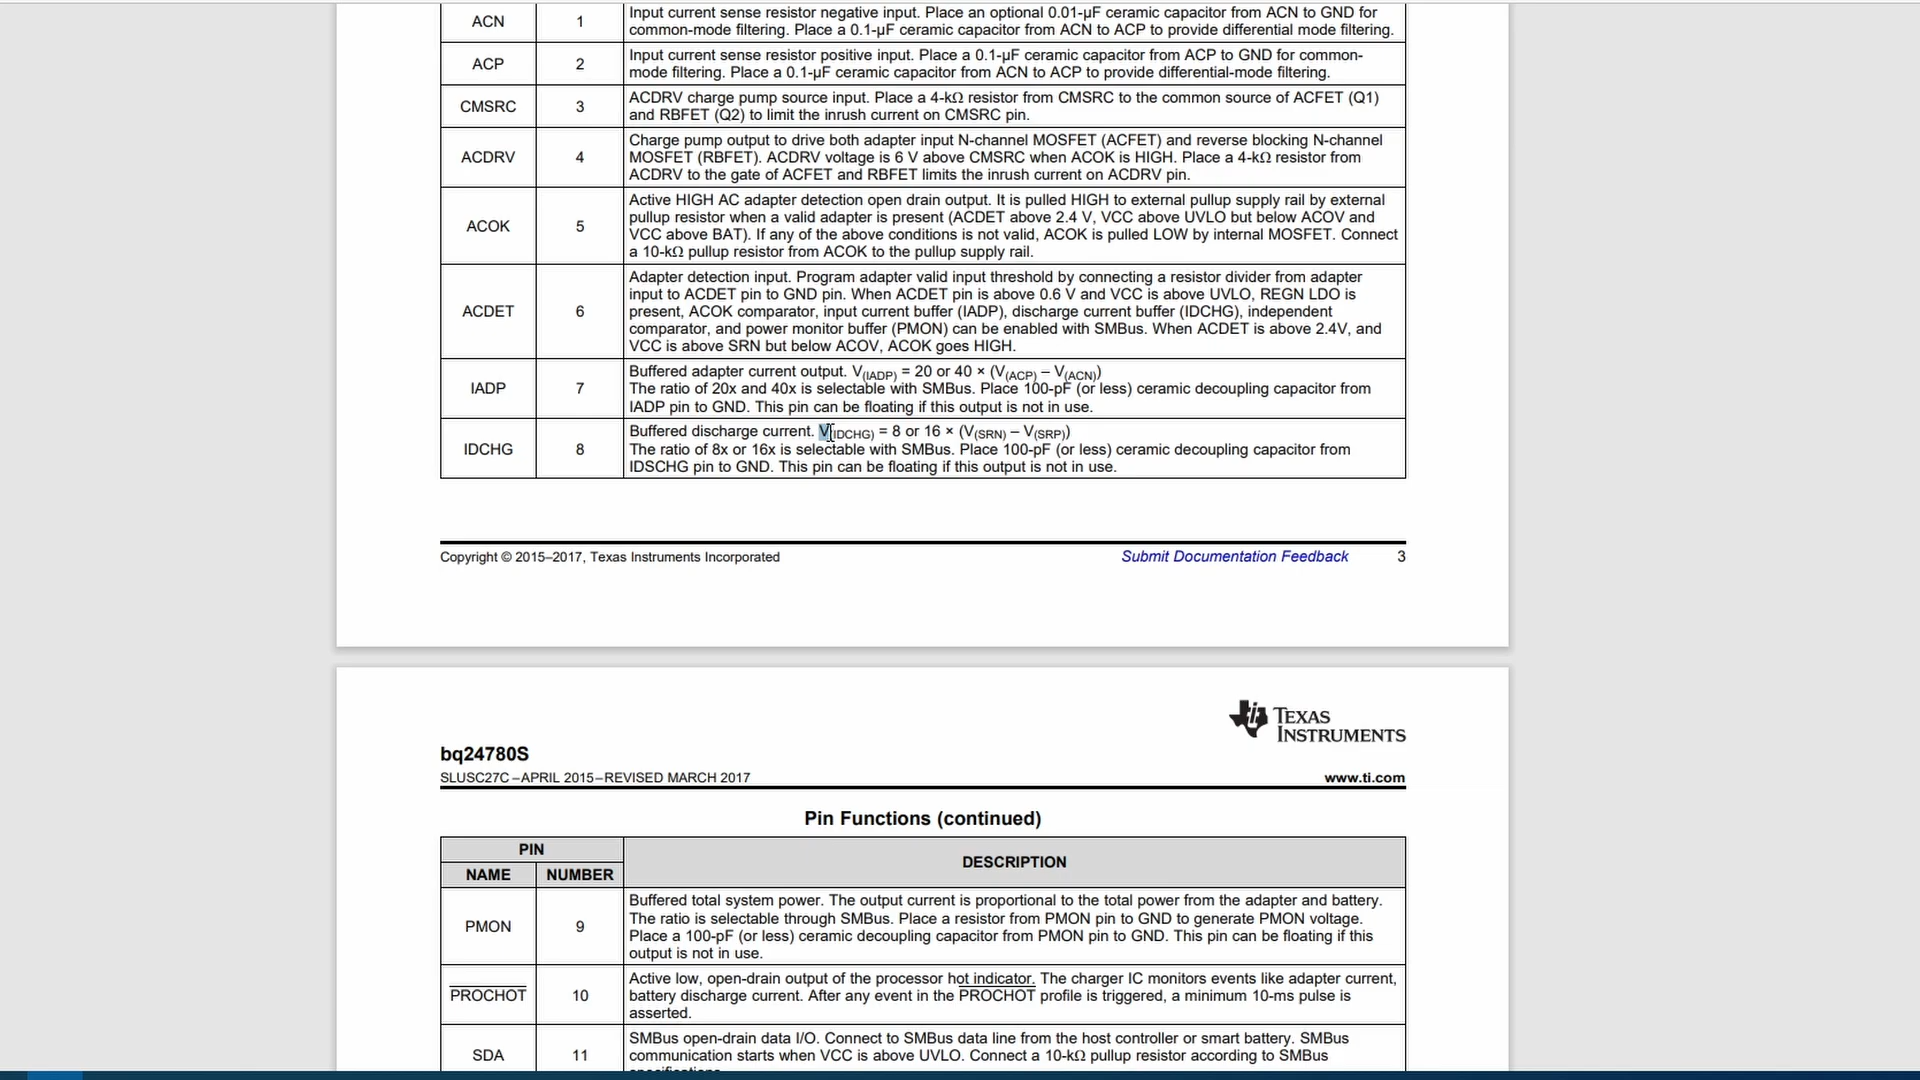 ACN 1 Input current sense resistor negative input. Place an optional 0.01-µF ceramic capacitor from ACN to GND for
common-mode filtering. Place a 0.1-µF ceramic capacitor from ACN to ACP to provide differential mode filtering.
ACP 2 Input current sense resistor positive input. Place a 0.1-µF ceramic capacitor from ACP to GND for common-
mode filtering. Place a 0.1-µF ceramic capacitor from ACN to ACP to provide differential-mode filtering.
CMSRC 3 ACDRV charge pump source input. Place a 4-kΩ resistor from CMSRC to the common source of ACFET (Q1)
and RBFET (Q2) to limit the inrush current on CMSRC pin.
ACDRV 4 Charge pump output to drive both adapter input N-channel MOSFET (ACFET) and reverse blocking N-channel
MOSFET (RBFET). ACDRV voltage is 6 V above CMSRC when ACOK is HIGH. Place a 4-kΩ resistor from
ACDRV to the gate of ACFET and RBFET limits the inrush current on ACDRV pin.
ACOK 5 Active HIGH AC adapter detection open drain output. It is pulled HIGH to external pullup supply rail by external
pullup resistor when a valid adapter is present (ACDET above 2.4 V, VCC above UVLO but below ACOV and
VCC above BAT). If any of the above conditions is not valid, ACOK is pulled LOW by internal MOSFET. Connect
a 10-kΩ pullup resistor from ACOK to the pullup supply rail.
ACDET 6 Adapter detection input. Program adapter valid input threshold by connecting a resistor divider from adapter
input to ACDET pin to GND pin. When ACDET pin is above 0.6 V and VCC is above UVLO, REGN LDO is
present, ACOK comparator, input current buffer (IADP), discharge current buffer (IDCHG), independent
comparator, and power monitor buffer (PMON) can be enabled with SMBus. When ACDET is above 2.4V, and
VCC is above SRN but below ACOV, ACOK goes HIGH.
IADP 7 Buffered adapter current output. V(IADP) = 20 or 40 × (V(ACP) – V(ACN))
The ratio of 20x and 40x is selectable with SMBus. Place 100-pF (or less) ceramic decoupling capacitor from
IADP pin to GND. This pin can be floating if this output is not in use.
IDCHG 8 Buffered discharge current. V(IDCHG) = 8 or 16 × (V(SRN) – V(SRP))
The ratio of 8x or 16x is selectable with SMBus. Place 100-pF (or less) ceramic decoupling capacitor from
IDSCHG pin to GND. This pin can be floating if this output is not in use.
Copyright © 2015–2017, Texas Instruments Incorporated Submit Documentation Feedback 3
TEXAS
INSTRUMENTS
bq24780S
SLUSC27C – APRIL 2015 – REVISED MARCH 2017 www.ti.com
Pin Functions (continued)
PIN DESCRIPTION
NAME NUMBER
PMON 9 Buffered total system power. The output current is proportional to the total power from the adapter and battery.
The ratio is selectable through SMBus. Place a resistor from PMON pin to GND to generate PMON voltage.
Place a 100-pF (or less) ceramic decoupling capacitor from PMON pin to GND. This pin can be floating if this
output is not in use.
PROCHOT 10 Active low, open-drain output of the processor hot indicator. The charger IC monitors events like adapter current,
battery discharge current. After any event in the PROCHOT profile is triggered, a minimum 10-ms pulse is
asserted.
SDA 11 SMBus open-drain data I/O. Connect to SMBus data line from the host controller or smart battery. SMBus
communication starts when VCC is above UVLO. Connect a 10-kΩ pullup resistor according to SMBus